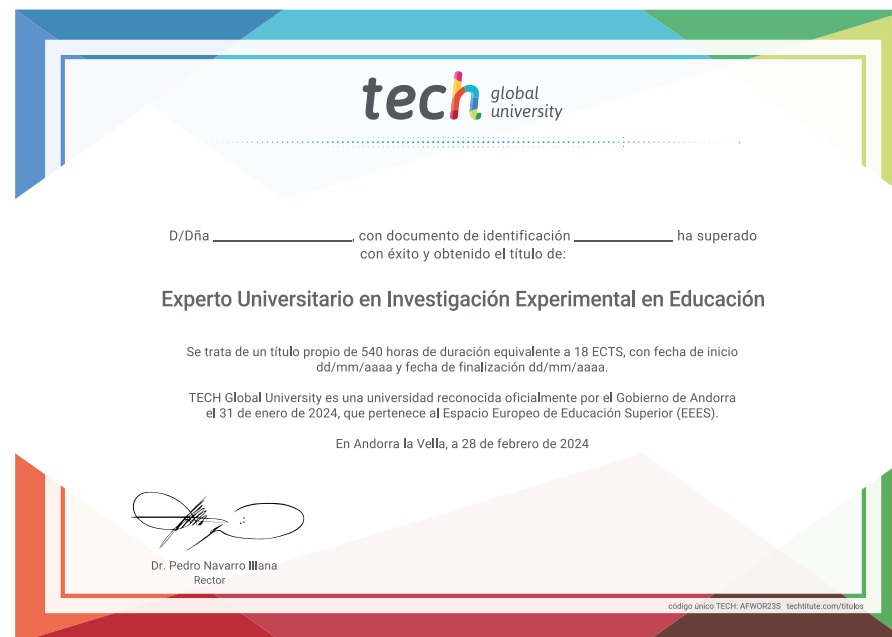 tech global university
D/Dña ____________________, con documento de identificación ______________ ha superado
con éxito y obtenido el título de:
Experto Universitario en Investigación Experimental en Educación
Se trata de un título propio de 540 horas de duración equivalente a 18 ECTS, con fecha de inicio
dd/mm/aaaa y fecha de finalización dd/mm/aaaa.
TECH Global University es una universidad reconocida oficialmente por el Gobierno de Andorra
el 31 de enero de 2024, que pertenece al Espacio Europeo de Educación Superior (EEES).
En Andorra la Vella, a 28 de febrero de 2024
Dr. Pedro Navarro Illana
Rector
código único TECH: AFWOR23S techtitute.com/titulos